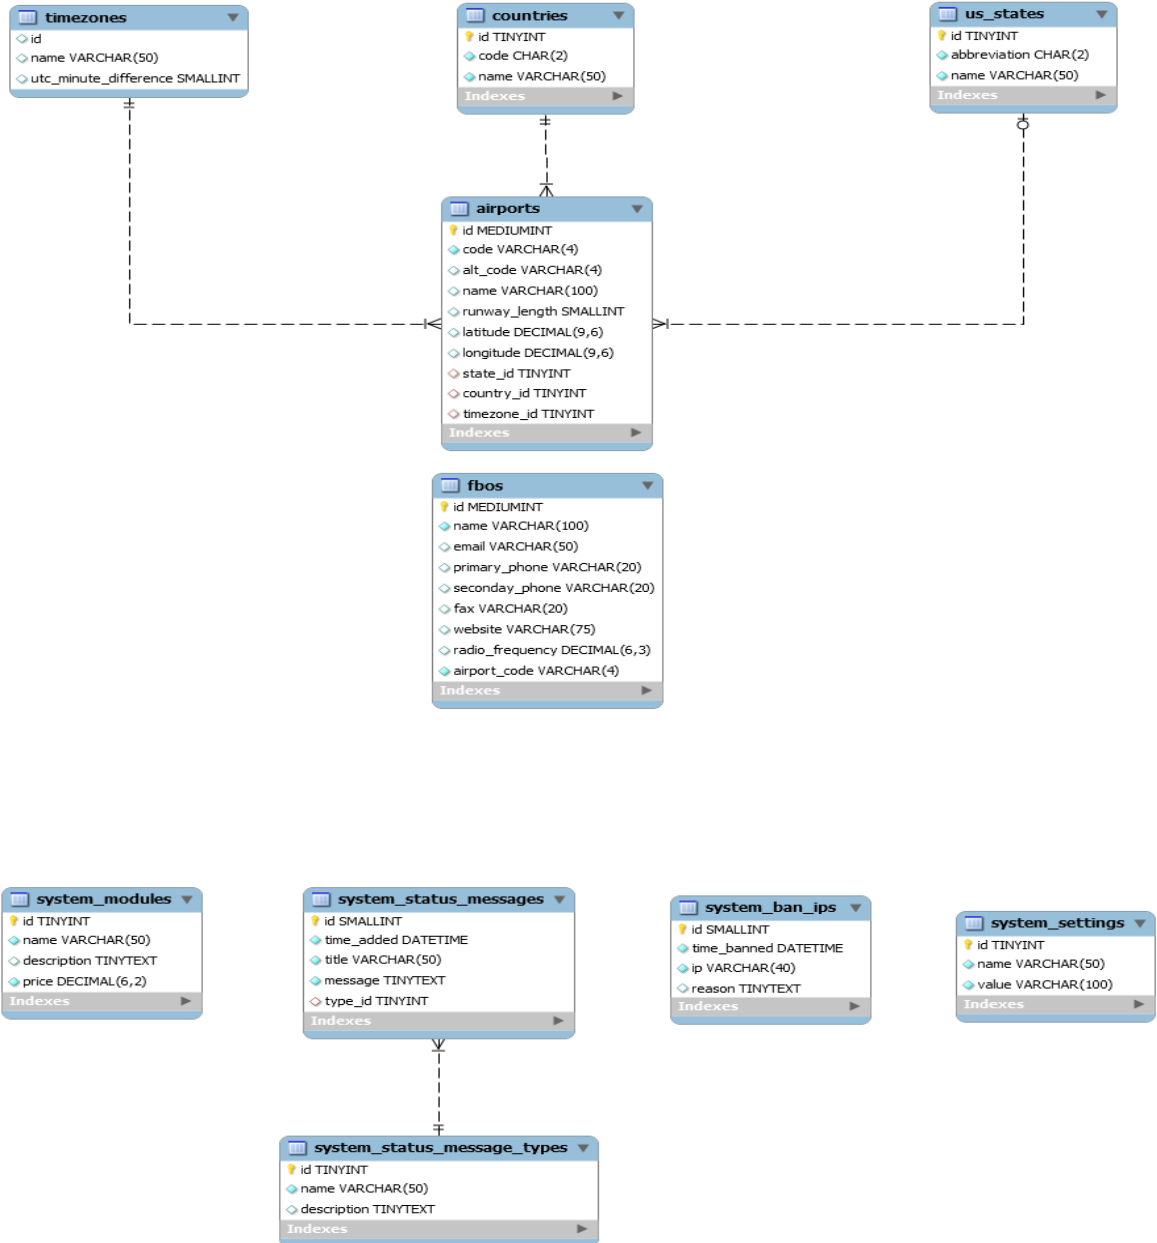 timezones
id
name VARCHAR(50)
utc_minute_difference SMALLINT
countries
id TINYINT
code CHAR(2)
name VARCHAR(50)
Indexes
us_states
id TINYINT
abbreviation CHAR(2)
name VARCHAR(50)
Indexes
airports
id MEDIUMINT
code VARCHAR(4)
alt_code VARCHAR(4)
name VARCHAR(100)
runway_length SMALLINT
latitude DECIMAL(9,6)
longitude DECIMAL(9,6)
state_id TINYINT
country_id TINYINT
timezone_id TINYINT
Indexes
fbos
id MEDIUMINT
name VARCHAR(100)
email VARCHAR(50)
primary_phone VARCHAR(20)
seconday_phone VARCHAR(20)
fax VARCHAR(20)
website VARCHAR(75)
radio_frequency DECIMAL(6,3)
airport_code VARCHAR(4)
Indexes
system_modules
id TINYINT
name VARCHAR(50)
description TINYTEXT
price DECIMAL(6,2)
Indexes
system_status_messages
id SMALLINT
time_added DATETIME
title VARCHAR(50)
message TINYTEXT
type_id TINYINT
Indexes
system_ban_ips
id SMALLINT
time_banned DATETIME
ip VARCHAR(40)
reason TINYTEXT
Indexes
system_settings
id TINYINT
name VARCHAR(50)
value VARCHAR(100)
Indexes
system_status_message_types
id TINYINT
name VARCHAR(50)
description TINYTEXT
Indexes